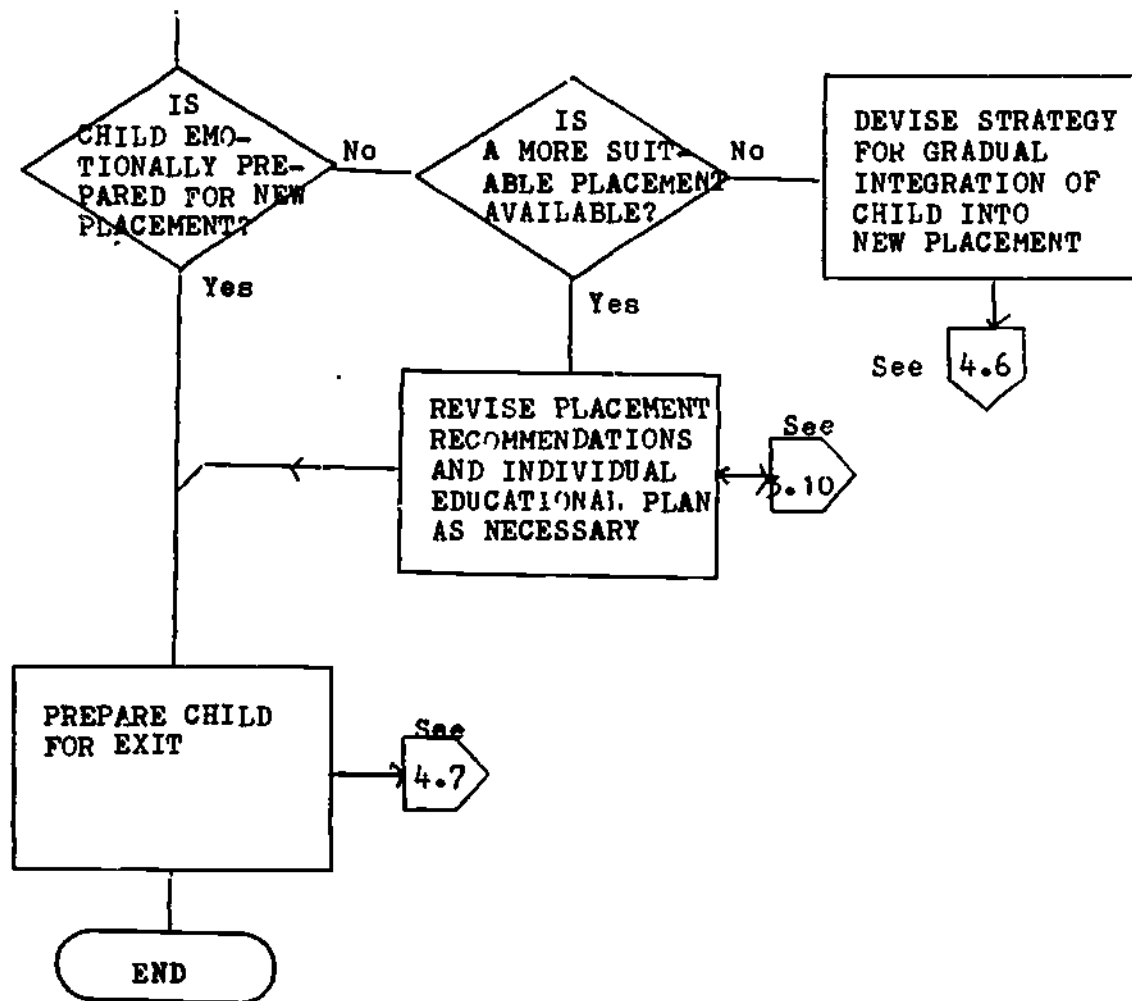 IS
CHILD EMO-
TIONALLY PRE-
PARED FOR NEW
PLACEMENT?
No
Yes
IS
A MORE SUIT-
ABLE PLACEMENT
AVAILABLE?
No
Yes
DEVISE STRATEGY
FOR GRADUAL
INTEGRATION OF
CHILD INTO
NEW PLACEMENT
See 4.6
REVISE PLACEMENT
RECOMMENDATIONS
AND INDIVIDUAL
EDUCATIONAL PLAN
AS NECESSARY
See
PREPARE CHILD
FOR EXIT
See
4.7
END